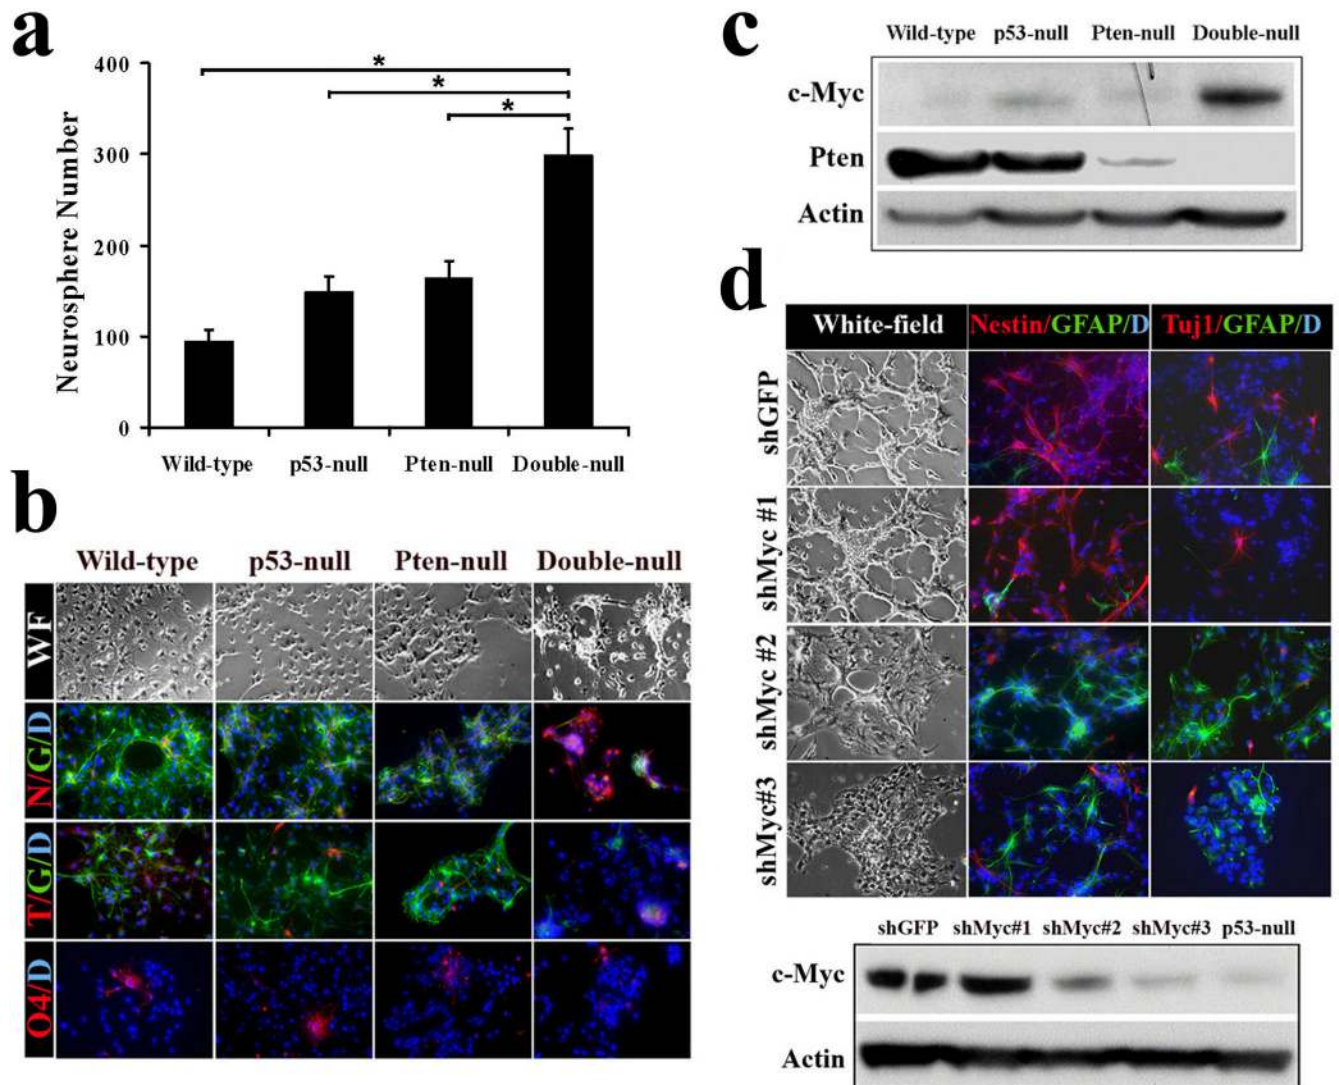 a
400
300
200
100
0
Neurosphere Number
*
*
*
Wild-type p53-null Pten-null Double-null
b
Wild-type p53-null Pten-null Double-null
WF
N/G/D
T/G/D
O4/D
c
Wild-type p53-null Pten-null Double-null
c-Myc
Pten
Actin
d
White-field Nestin/GFAP/D Tuj1/GFAP/D
shGFP
shMyc #1
shMyc #2
shMyc#3
shGFP shMyc#1 shMyc#2 shMyc#3 p53-null
c-Myc
Actin